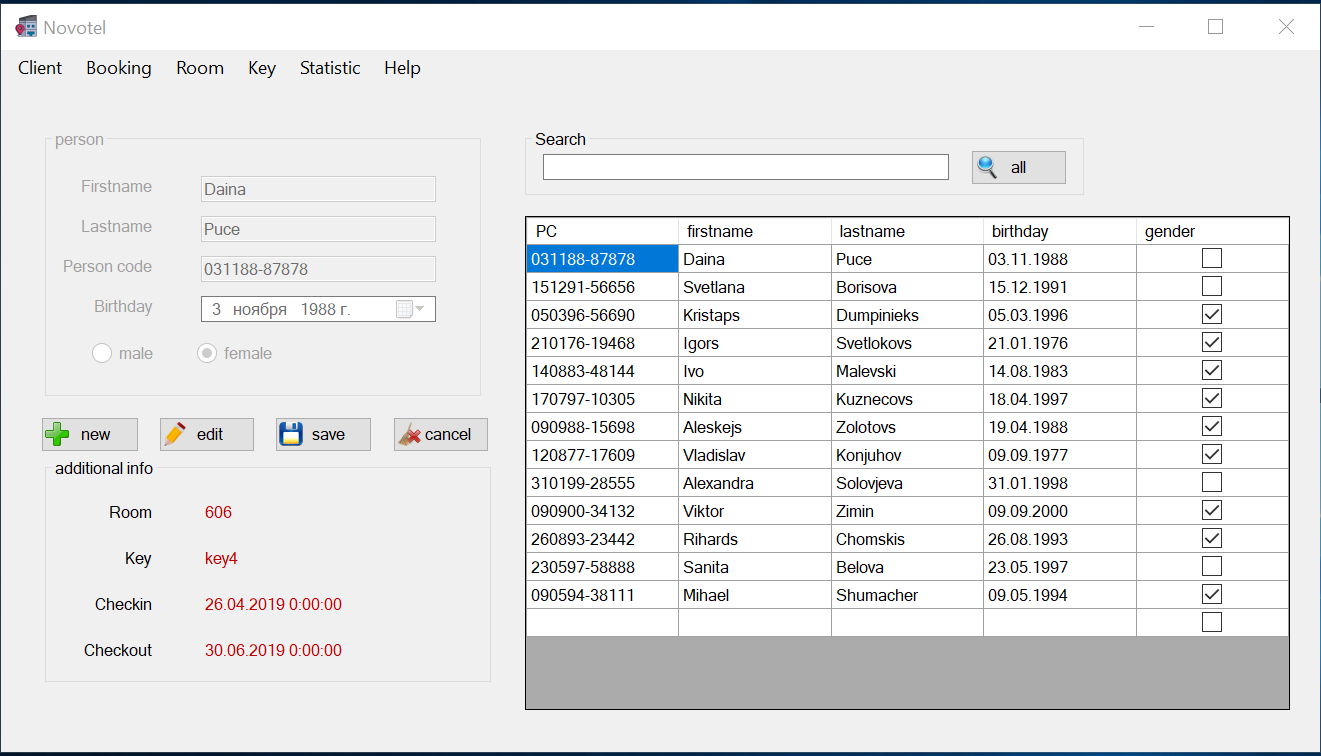 Novotel
Client Booking Room Key Statistic Help
person
Firstname Daina
Lastname Puce
Person code 031188-87878
Birthday 3 ноября 1988 г.
male female
new edit save cancel
additional info
Room 606
Key key4
Checkin 26.04.2019 0:00:00
Checkout 30.06.2019 0:00:00
Search
all
PC firstname lastname birthday gender
031188-87878 Daina Puce 03.11.1988
151291-56656 Svetlana Borisova 15.12.1991
050396-56690 Kristaps Dumpinieks 05.03.1996
210176-19468 Igors Svetlokovs 21.01.1976
140883-48144 Ivo Malevski 14.08.1983
170797-10305 Nikita Kuznecovs 18.04.1997
090988-15698 Aleskejs Zolotovs 19.04.1988
120877-17609 Vladislav Konjuhov 09.09.1977
310199-28555 Alexandra Solovjeva 31.01.1998
090900-34132 Viktor Zimin 09.09.2000
260893-23442 Rihards Chomskis 26.08.1993
230597-58888 Sanita Belova 23.05.1997
090594-38111 Mihael Shumacher 09.05.1994